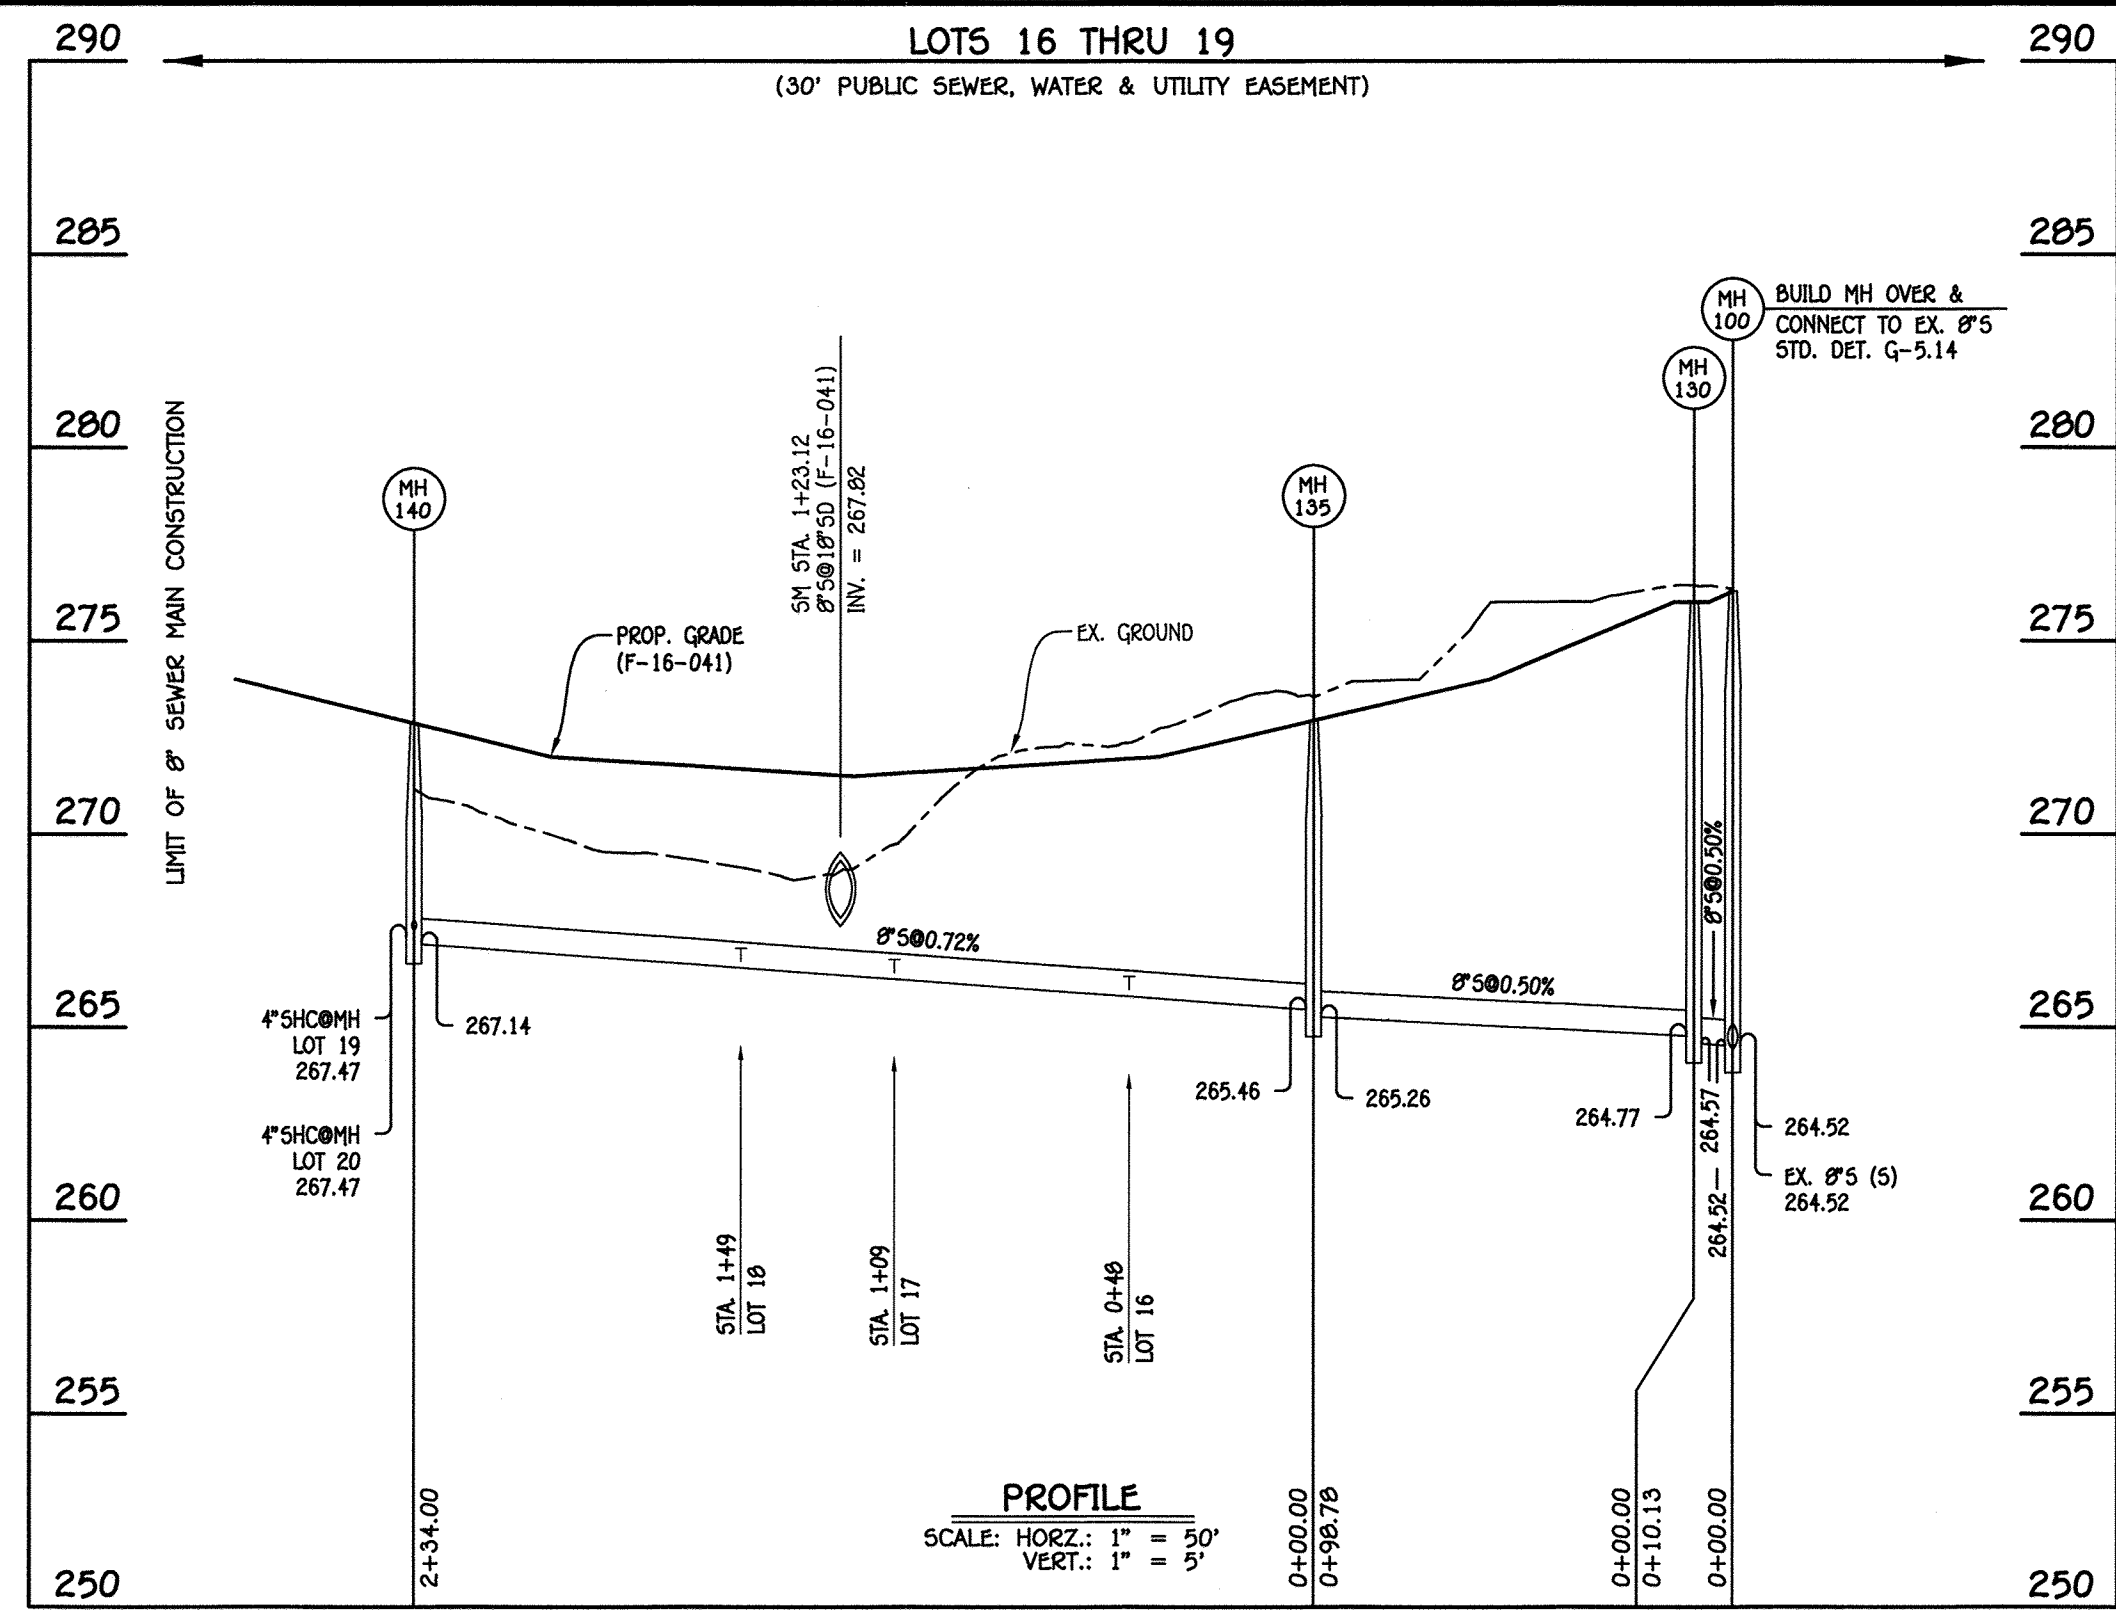 LOTS 16 THRU 19
(30' PUBLIC SEWER, WATER & UTILITY EASEMENT)
290
290
285
285
280
280
275
275
270
270
265
265
260
260
255
255
250
250
LIMIT OF 8" SEWER MAIN CONSTRUCTION
MH
140
PROP. GRADE
(F-16-041)
SM STA. 1+23.12
8"S@18"SD (F-16-041)
INV. = 267.82
EX. GROUND
MH
135
MH
130
MH
100
BUILD MH OVER &
CONNECT TO EX. 8"S
STD. DET. G-5.14
8"S@0.72%
8"S@0.50%
8"S@0.50%
T
T
T
4"SHC@MH
LOT 19
267.47
4"SHC@MH
LOT 20
267.47
267.14
265.46
265.26
264.77
264.57
264.52
264.52
EX. 8"S (S)
264.52
STA. 1+49
LOT 18
STA. 1+09
LOT 17
STA. 0+48
LOT 16
2+34.00
0+00.00
0+98.78
0+00.00
0+10.13
0+00.00
PROFILE
SCALE: HORZ.: 1" = 50'
VERT.: 1" = 5'